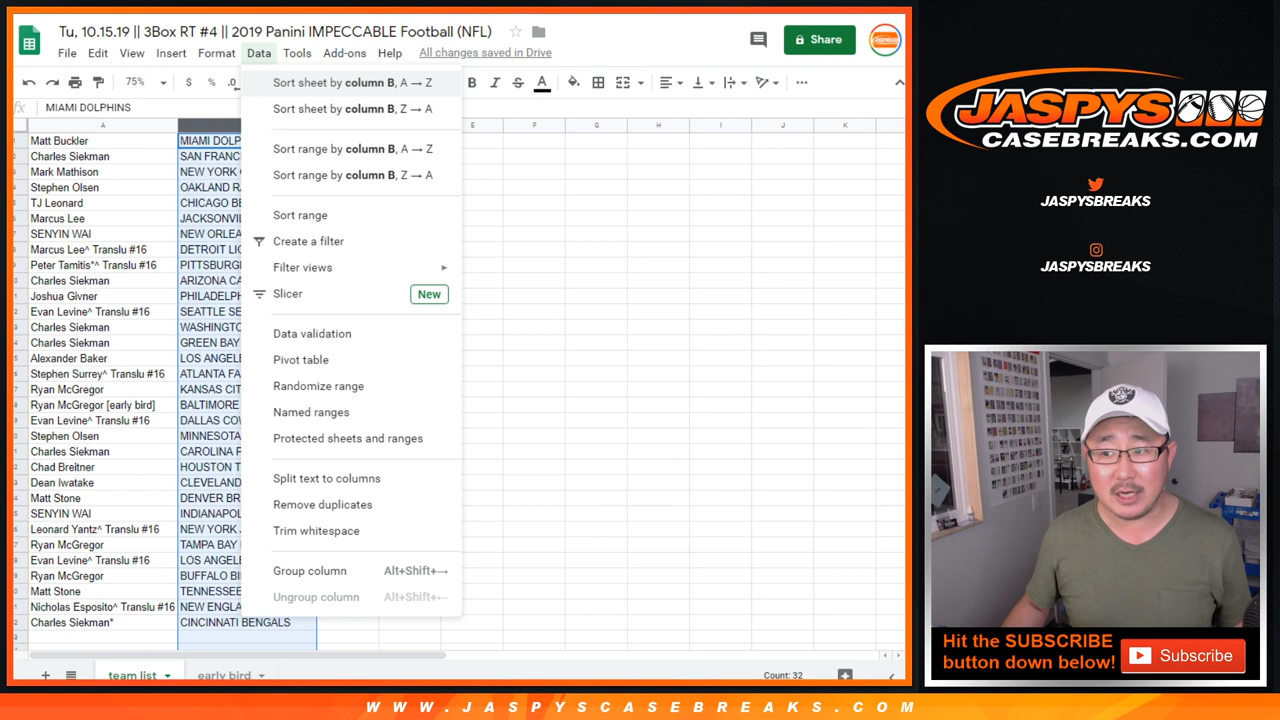 Tu, 10.15.19 || 3Box RT #4 || 2019 Panini IMPECCABLE Football (NFL)
File Edit View Insert Format Data Tools Add-ons Help All changes saved in Drive
Share
75% $ %
MIAMI DOLPHINS
Sort sheet by column B, A → Z
Sort sheet by column B, Z → A
Sort range by column B, A → Z
Sort range by column B, Z → A
Sort range
Create a filter
Filter views
Slicer New
Data validation
Pivot table
Randomize range
Named ranges
Protected sheets and ranges
Split text to columns
Remove duplicates
Trim whitespace
Group column Alt+Shift+→
Ungroup column Alt+Shift+←
A E F G H I J K
Matt Buckler MIAMI DOLP
Charles Siekman SAN FRANC
Mark Mathison NEW YORK
Stephen Olsen OAKLAND RA
TJ Leonard CHICAGO BE
Marcus Lee JACKSONVIL
SENYIN WAI NEW ORLEA
Marcus Lee^ Translu #16 DETROIT LIO
Peter Tamitis*^ Translu #16 PITTSBURG
Charles Siekman ARIZONA CA
Joshua Givner PHILADELPH
Evan Levine^ Translu #16 SEATTLE SE
Charles Siekman WASHINGTO
Charles Siekman GREEN BAY
Alexander Baker LOS ANGELE
Stephen Surrey^ Translu #16 ATLANTA FA
Ryan McGregor KANSAS CIT
Ryan McGregor [early bird] BALTIMORE
Evan Levine^ Translu #16 DALLAS COW
Stephen Olsen MINNESOTA
Charles Siekman CAROLINA P
Chad Breitner HOUSTON T
Dean Iwatake CLEVELAND
Matt Stone DENVER BR
SENYIN WAI INDIANAPOL
Leonard Yantz^ Translu #16 NEW YORK J
Ryan McGregor TAMPA BAY
Evan Levine^ Translu #16 LOS ANGELE
Ryan McGregor BUFFALO BI
Matt Stone TENNESSEE
Nicholas Esposito^ Translu #16 NEW ENGLA
Charles Siekman* CINCINNATI BENGALS
team list early bird Count: 32
JASPYS
CASEBREAKS.COM
JASPYSBREAKS
JASPYSBREAKS
Hit the SUBSCRIBE
button down below!
Subscribe
WWW.JASPYSCASEBREAKS.COM